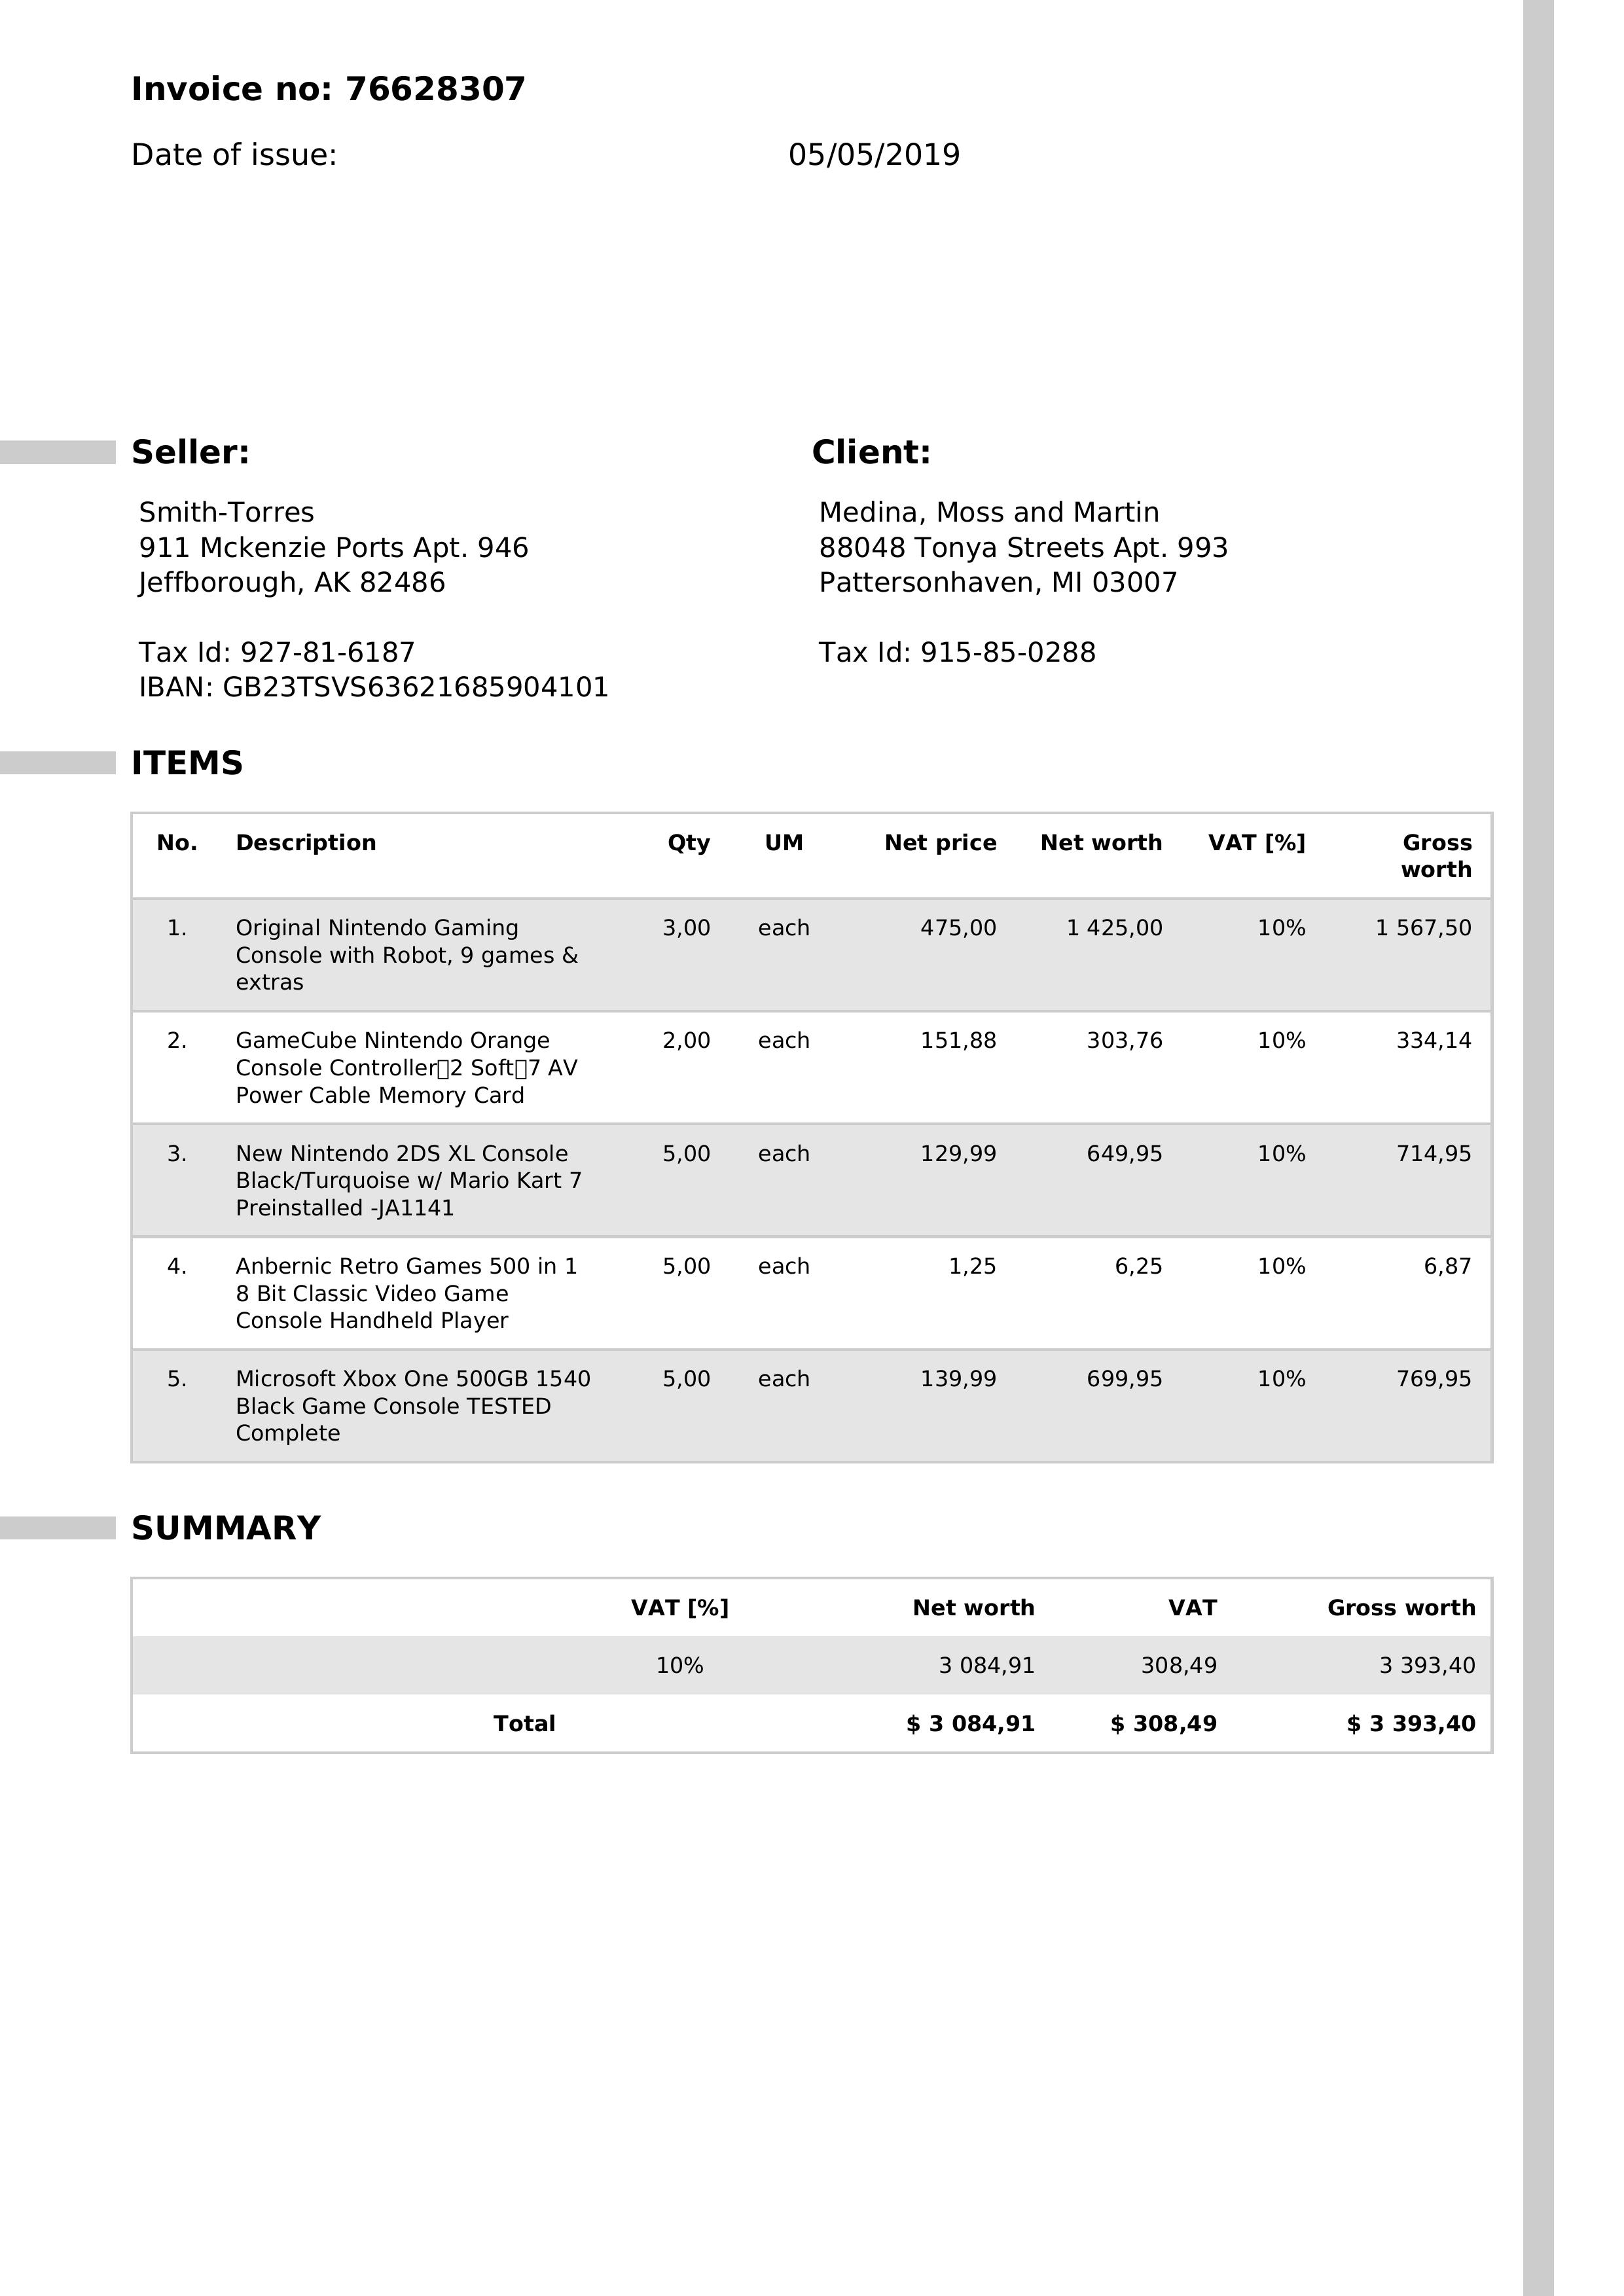 Invoice no: 76628307
Date of issue: 05/05/2019
Seller:
Smith-Torres
911 Mckenzie Ports Apt. 946
Jeffborough, AK 82486
Tax Id: 927-81-6187
IBAN: GB23TSVS63621685904101
Client:
Medina, Moss and Martin
88048 Tonya Streets Apt. 993
Pattersonhaven, MI 03007
Tax Id: 915-85-0288
ITEMS
No. Description Qty UM Net price Net worth VAT [%] Gross
worth
1. Original Nintendo Gaming 3,00 each 475,00 1 425,00 10% 1 567,50
Console with Robot, 9 games &
extras
2. GameCube Nintendo Orange 2,00 each 151,88 303,76 10% 334,14
Console Controller▯2 Soft▯7 AV
Power Cable Memory Card
3. New Nintendo 2DS XL Console 5,00 each 129,99 649,95 10% 714,95
Black/Turquoise w/ Mario Kart 7
Preinstalled -JA1141
4. Anbernic Retro Games 500 in 1 5,00 each 1,25 6,25 10% 6,87
8 Bit Classic Video Game
Console Handheld Player
5. Microsoft Xbox One 500GB 1540 5,00 each 139,99 699,95 10% 769,95
Black Game Console TESTED
Complete
SUMMARY
VAT [%] Net worth VAT Gross worth
10% 3 084,91 308,49 3 393,40
Total $ 3 084,91 $ 308,49 $ 3 393,40